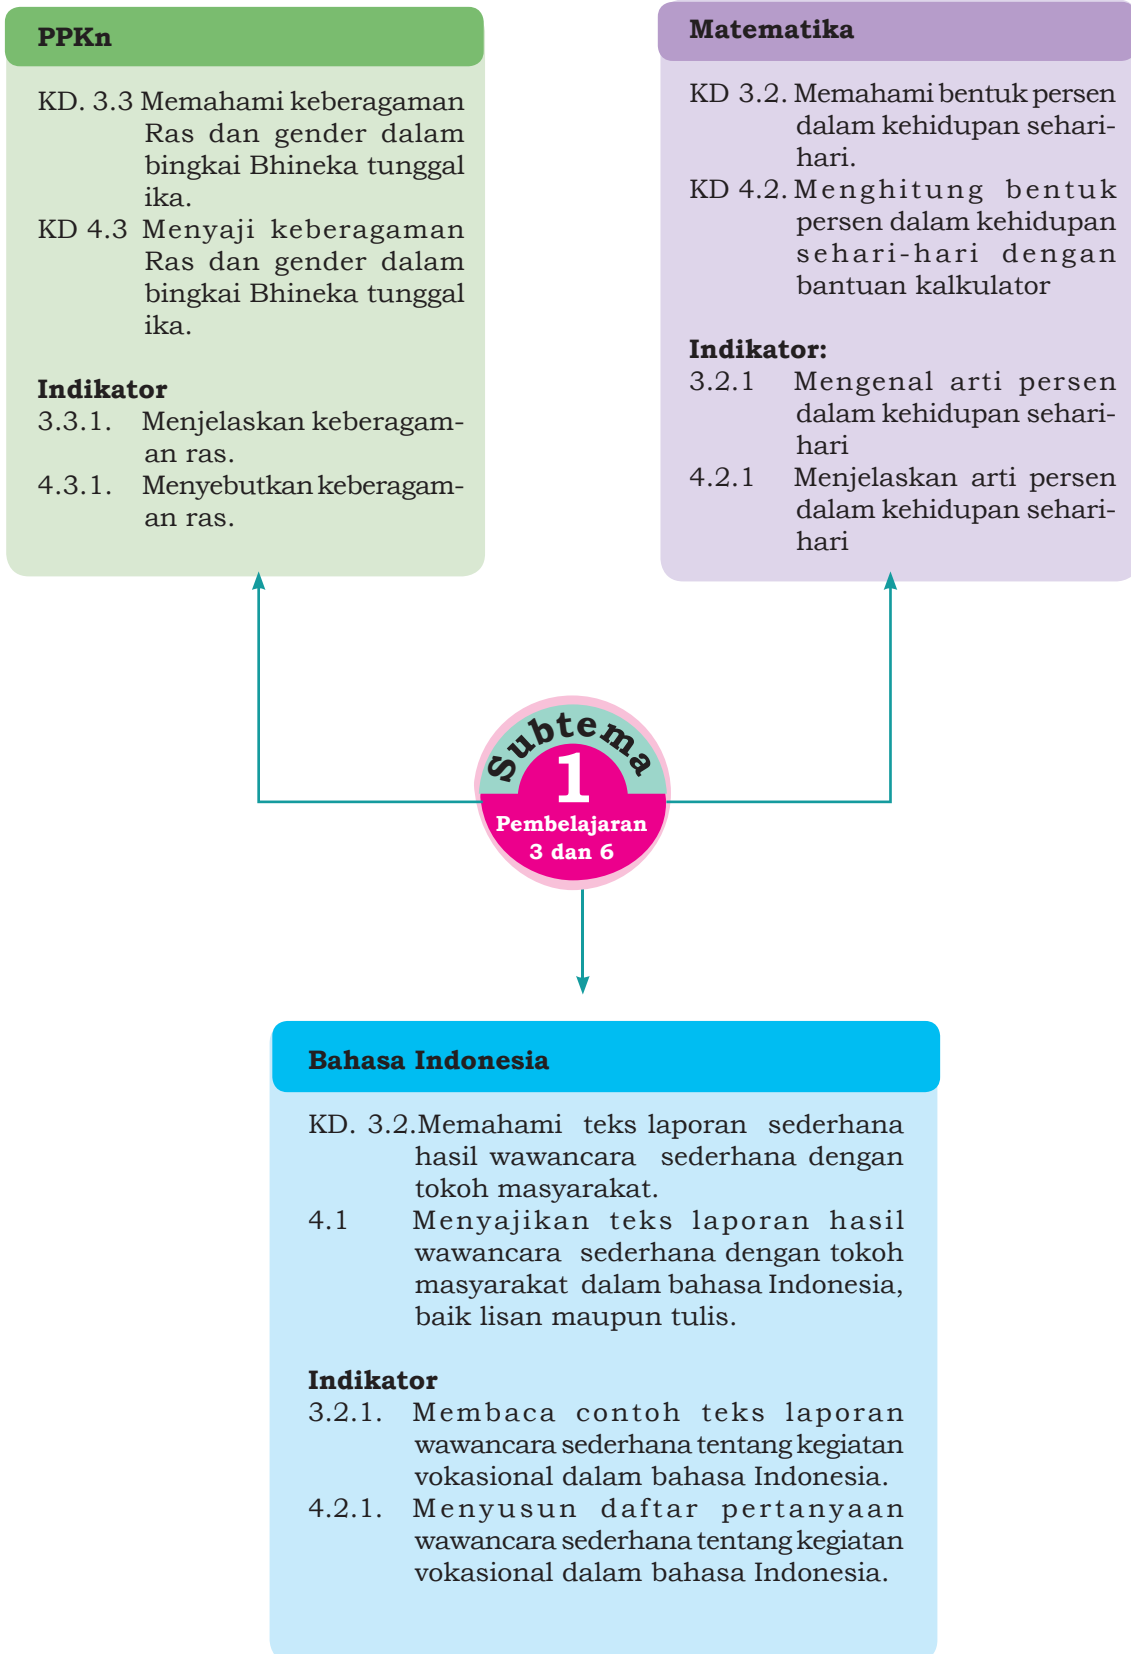 PPKn
KD. 3.3 Memahami keberagaman
Ras dan gender dalam
bingkai Bhineka tunggal
ika.
KD 4.3 Menyaji keberagaman
Ras dan gender dalam
bingkai Bhineka tunggal
ika.
Indikator
3.3.1. Menjelaskan keberagam-
an ras.
4.3.1. Menyebutkan keberagam-
an ras.
Matematika
KD 3.2. Memahami bentuk persen
dalam kehidupan sehari-
hari.
KD 4.2. Menghitung bentuk
persen dalam kehidupan
sehari-hari dengan
bantuan kalkulator
Indikator:
3.2.1 Mengenal arti persen
dalam kehidupan sehari-
hari
4.2.1 Menjelaskan arti persen
dalam kehidupan sehari-
hari
Subtema
1
Pembelajaran
3 dan 6
Bahasa Indonesia
KD. 3.2.Memahami teks laporan sederhana
hasil wawancara sederhana dengan
tokoh masyarakat.
4.1 Menyajikan teks laporan hasil
wawancara sederhana dengan tokoh
masyarakat dalam bahasa Indonesia,
baik lisan maupun tulis.
Indikator
3.2.1. Membaca contoh teks laporan
wawancara sederhana tentang kegiatan
vokasional dalam bahasa Indonesia.
4.2.1. Menyusun daftar pertanyaan
wawancara sederhana tentang kegiatan
vokasional dalam bahasa Indonesia.